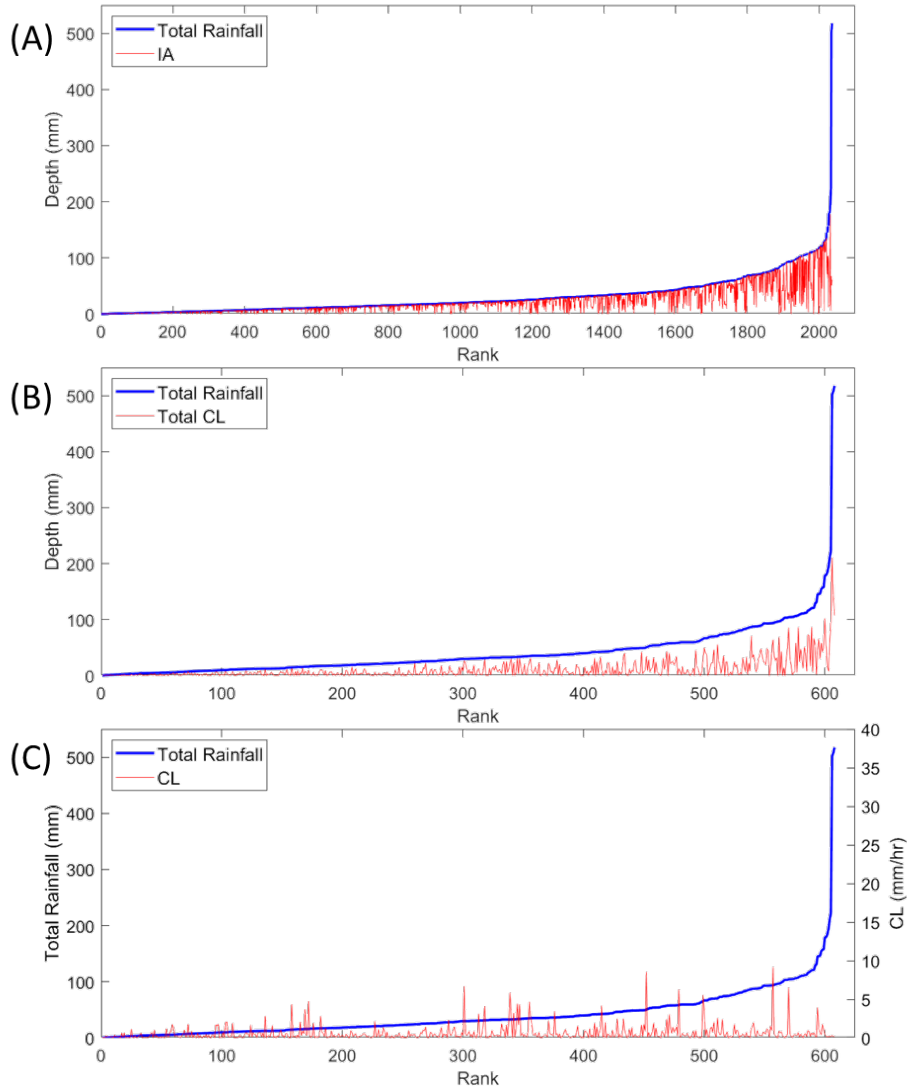 (A)
Total Rainfall
IA
Depth (mm)
500
400
300
200
100
0
0 200 400 600 800 1000 1200 1400 1600 1800 2000
Rank
(B)
Total Rainfall
Total CL
Depth (mm)
500
400
300
200
100
0
100 200 300 400 500 600
Rank
(C)
Total Rainfall
CL
Total Rainfall (mm)
500
400
300
200
100
0
100 200 300 400 500 600
Rank
40
35
30
25
20
15
10
5
0
CL (mm/hr)